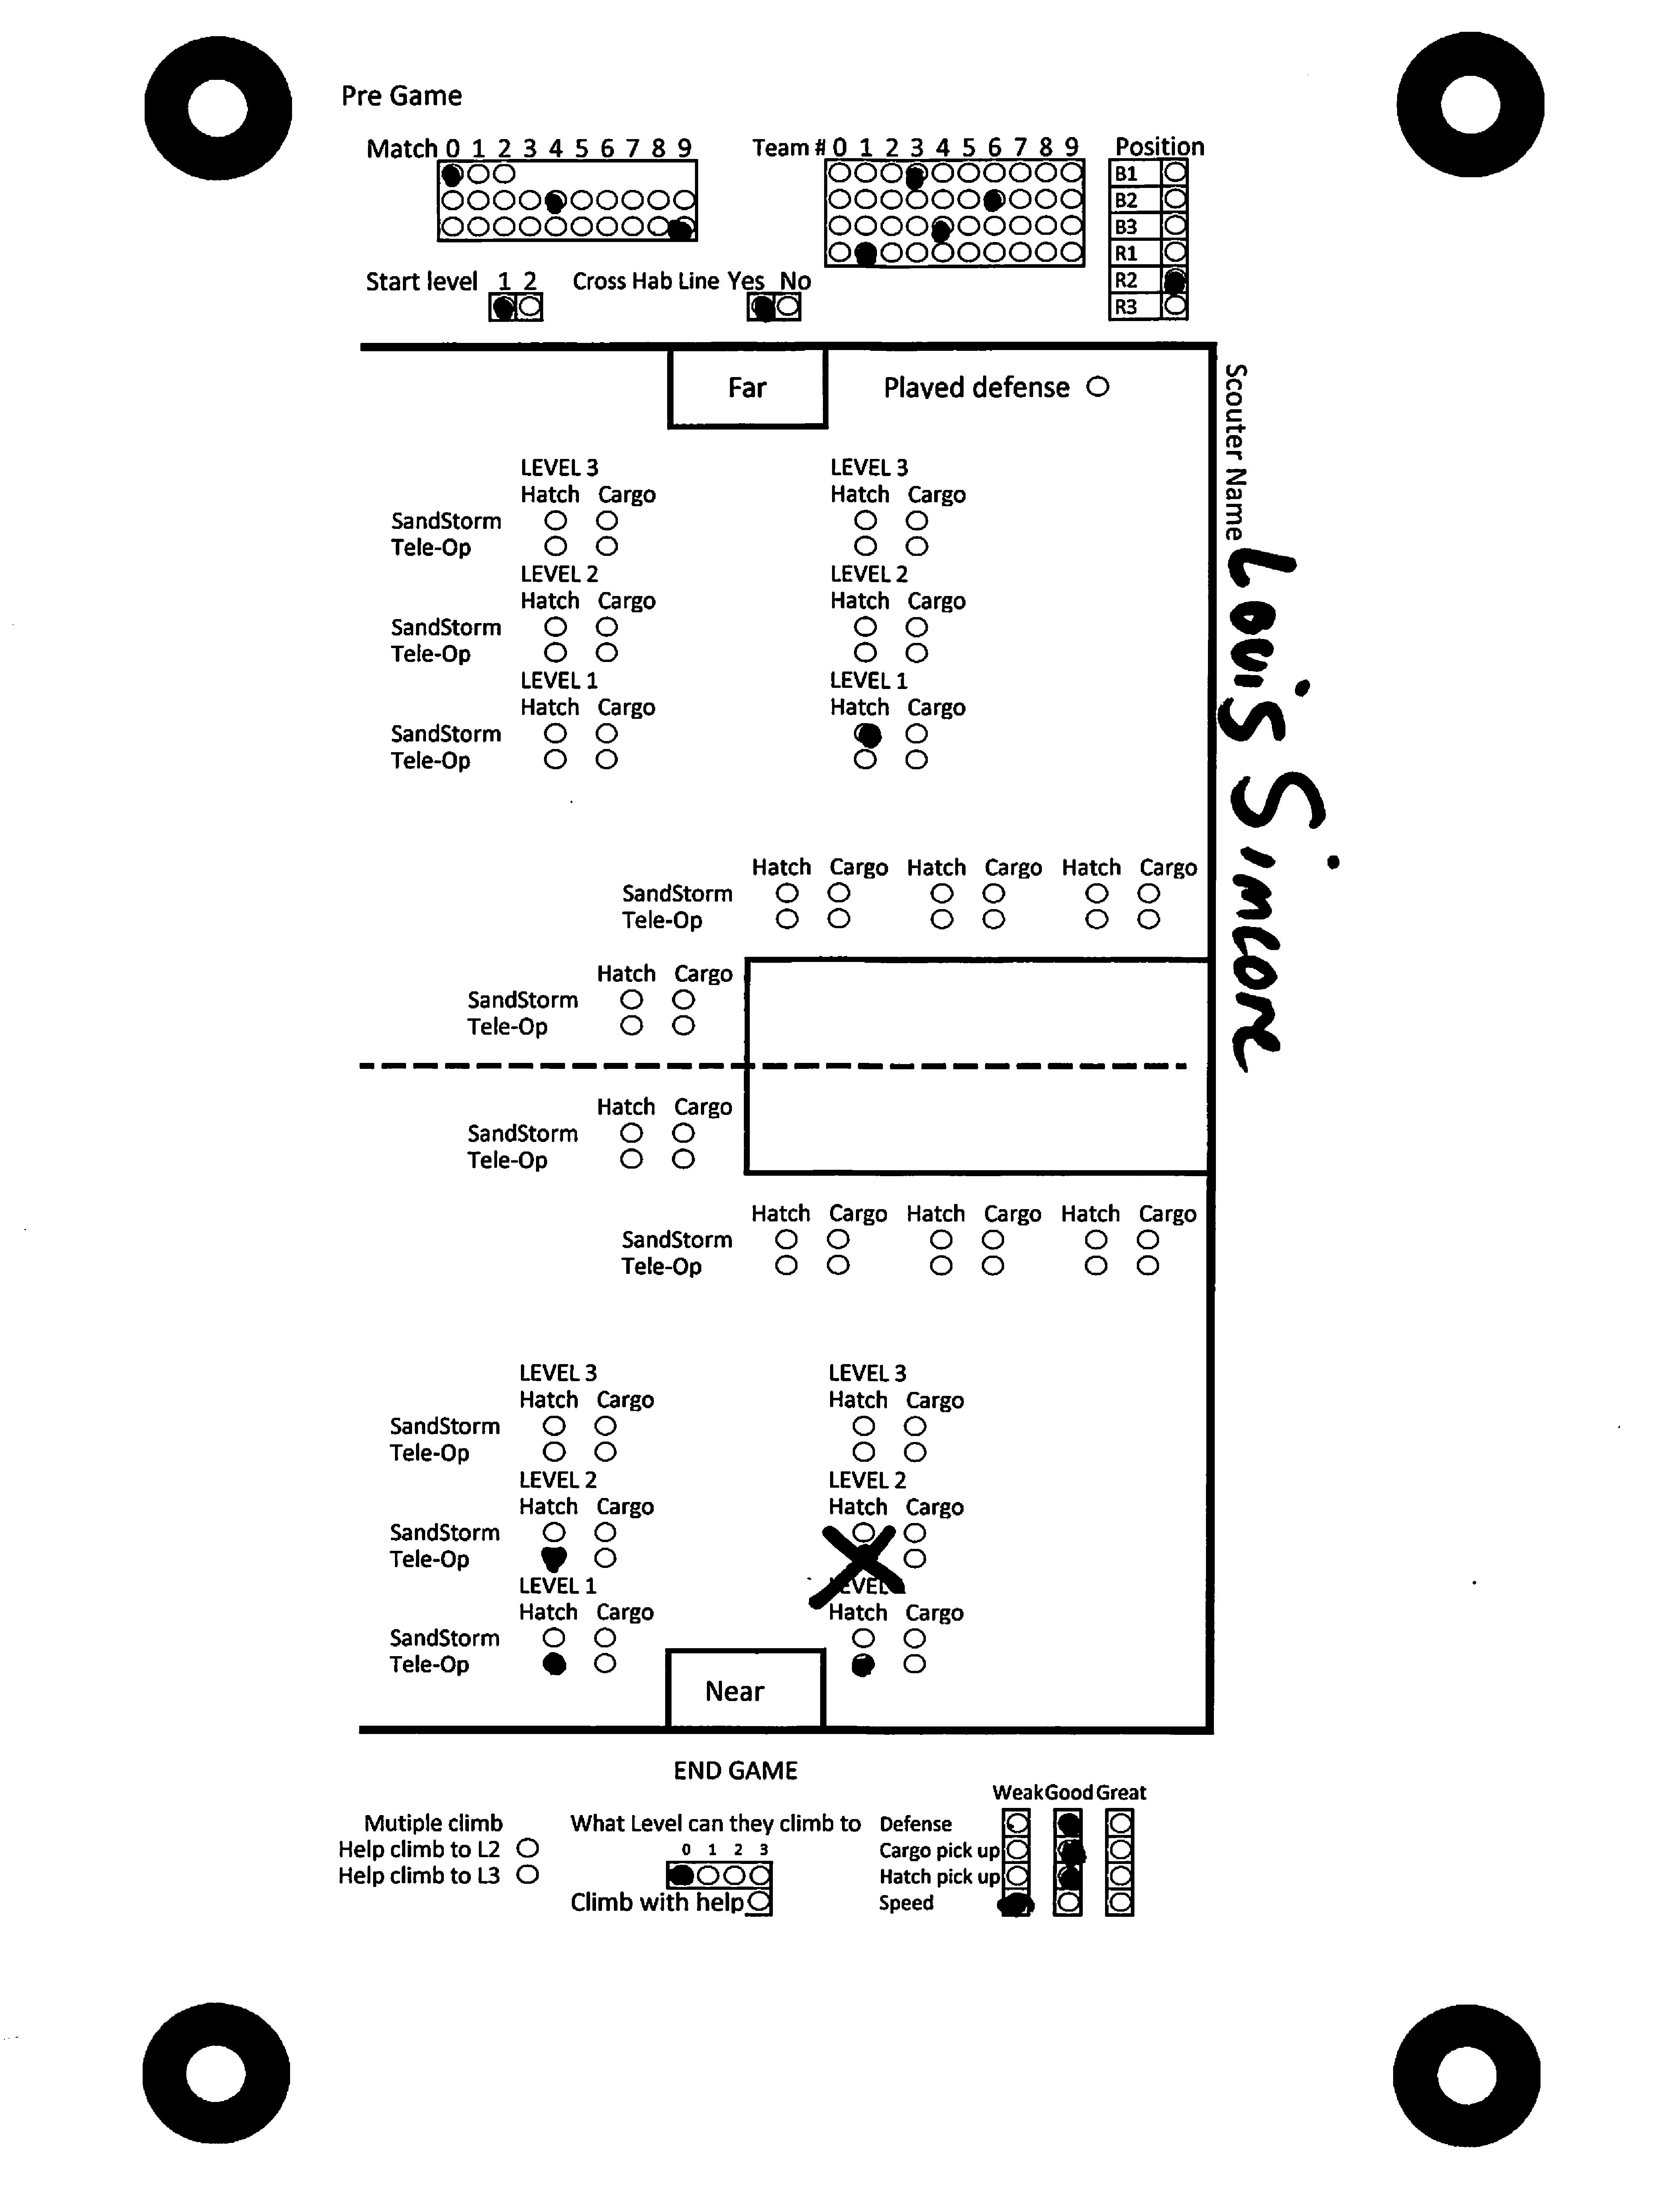 Pre Game
Match 0 1 2 3 4 5 6 7 8 9
Team # 0 1 2 3 4 5 6 7 8 9
Position
B1
B2
B3
R1
R2
R3
Start level 1 2
Cross Hab Line Yes No
Far
Played defense
Scouter Name Louis Simcore
LEVEL 3 LEVEL 3
Hatch Cargo Hatch Cargo
SandStorm
Tele-Op
LEVEL 2 LEVEL 2
Hatch Cargo Hatch Cargo
SandStorm
Tele-Op
LEVEL 1 LEVEL 1
Hatch Cargo Hatch Cargo
SandStorm
Tele-Op
Hatch Cargo Hatch Cargo Hatch Cargo
SandStorm
Tele-Op
Hatch Cargo
SandStorm
Tele-Op
Hatch Cargo
SandStorm
Tele-Op
Hatch Cargo Hatch Cargo Hatch Cargo
SandStorm
Tele-Op
LEVEL 3 LEVEL 3
Hatch Cargo Hatch Cargo
SandStorm
Tele-Op
LEVEL 2 LEVEL 2
Hatch Cargo Hatch Cargo
SandStorm
Tele-Op
LEVEL 1 LEVEL
Hatch Cargo Hatch Cargo
SandStorm
Tele-Op
Near
END GAME
Mutiple climb
Help climb to L2
Help climb to L3
What Level can they climb to
0 1 2 3
Climb with help
Weak Good Great
Defense
Cargo pick up
Hatch pick up
Speed